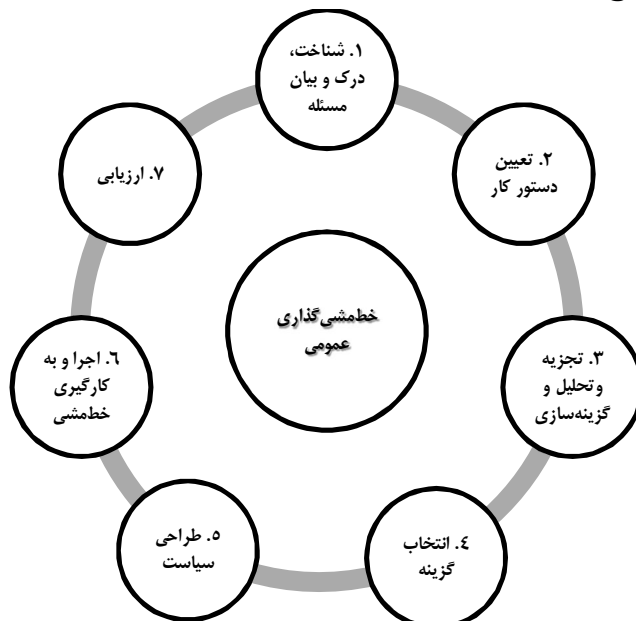 ۱. شناخت،
درک و بیان
مسئله
۲. تعیین
دستور کار
۳. تجزیه
وتحلیل و
گزینه‌سازی
۴. انتخاب
گزینه
۵. طراحی
سیاست
۶. اجرا و به
کارگیری
خط‌مشی
۷. ارزیابی
خط‌مشی‌گذاری
عمومی